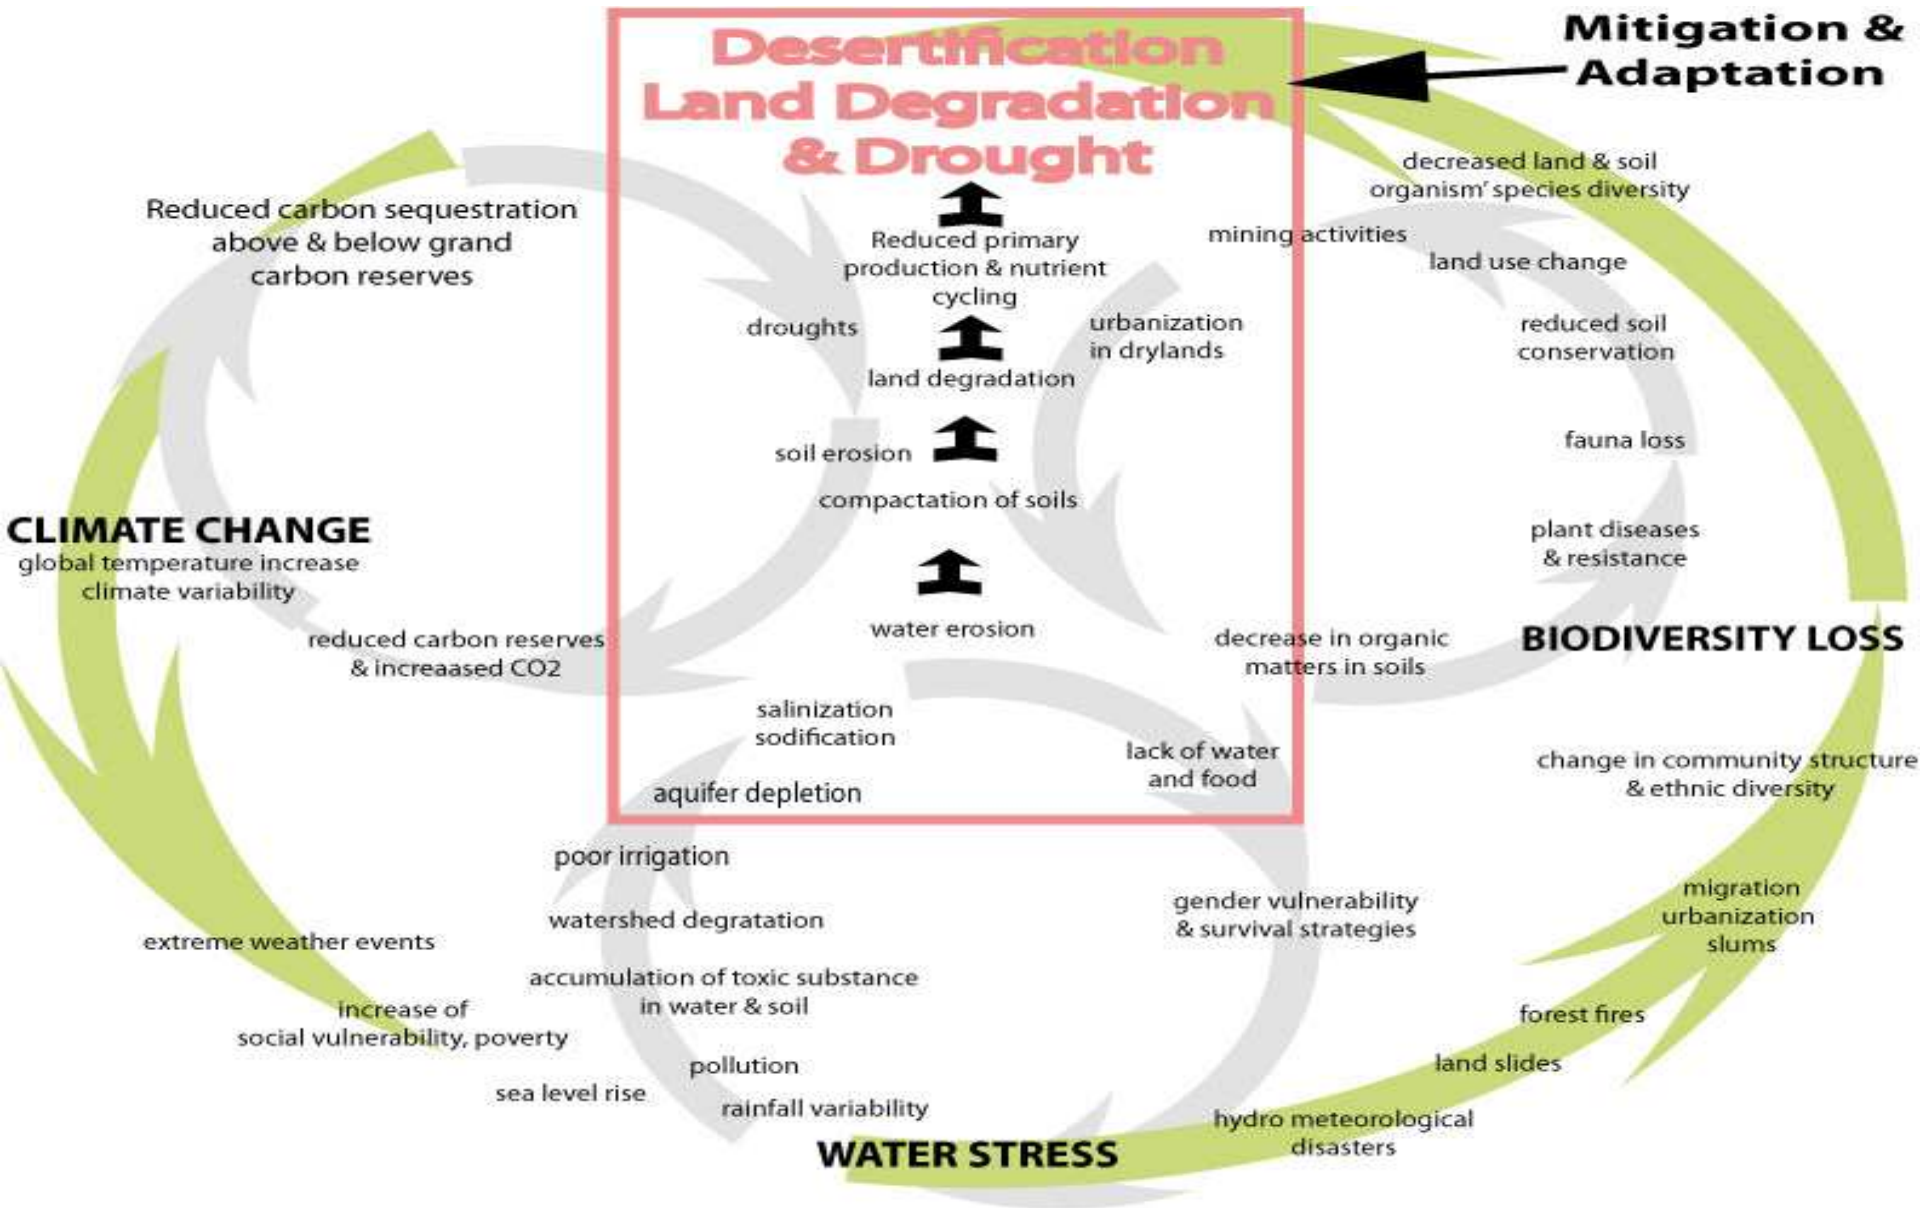 Desertification
Land Degradation
& Drought
Mitigation &
Adaptation
decreased land & soil
organism' species diversity
mining activities
land use change
Reduced carbon sequestration
above & below grand
carbon reserves
Reduced primary
production & nutrient
cycling
droughts
urbanization
in drylands
reduced soil
conservation
land degradation
soil erosion
fauna loss
compactation of soils
CLIMATE CHANGE
global temperature increase
climate variability
plant diseases
& resistance
water erosion
reduced carbon reserves
& increaased CO2
decrease in organic
matters in soils
BIODIVERSITY LOSS
salinization
sodification
lack of water
and food
change in community structure
& ethnic diversity
aquifer depletion
poor irrigation
gender vulnerability
& survival strategies
migration
urbanization
slums
watershed degratation
extreme weather events
accumulation of toxic substance
in water & soil
increase of
social vulnerability, poverty
forest fires
land slides
pollution
sea level rise
rainfall variability
hydro meteorological
disasters
WATER STRESS